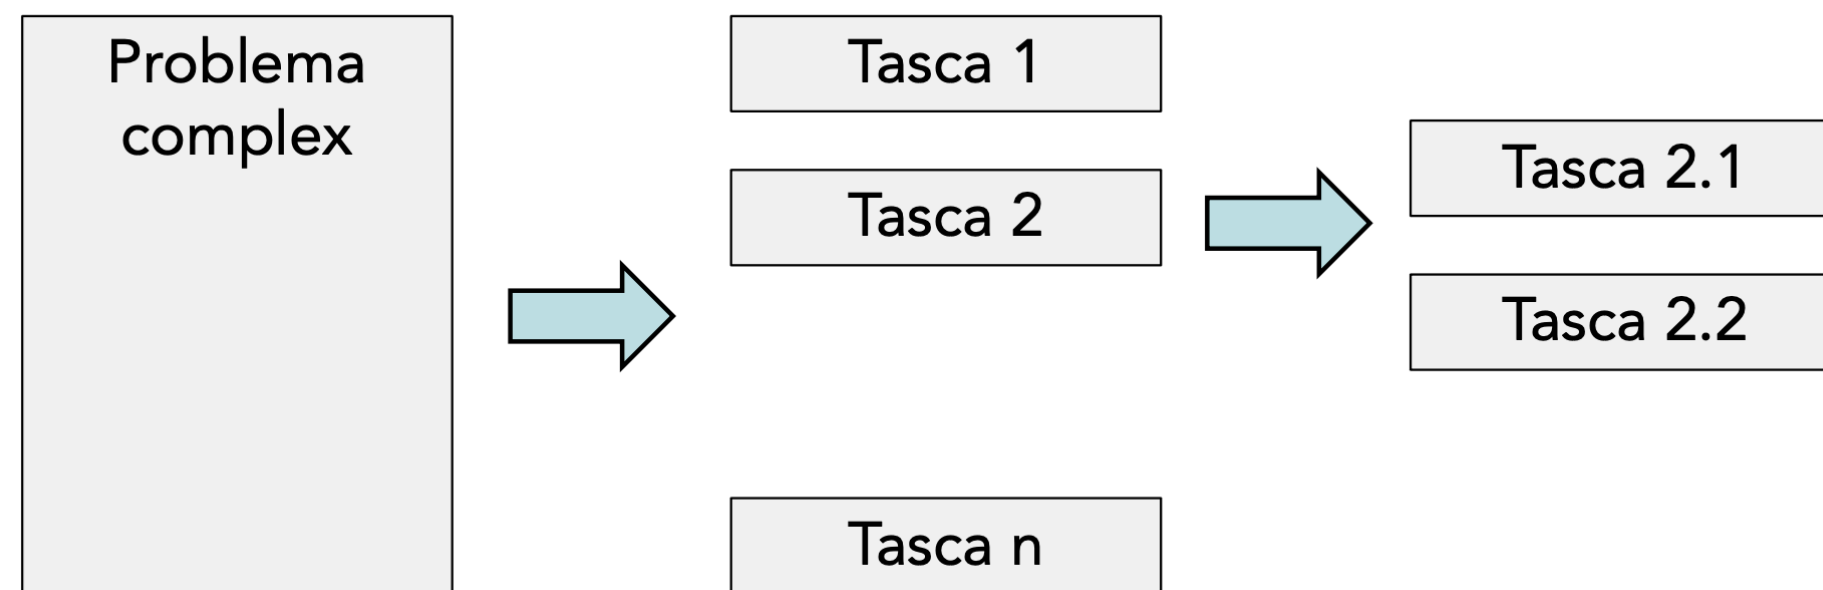 Problema
complex
Tasca 1
Tasca 2
Tasca n
Tasca 2.1
Tasca 2.2